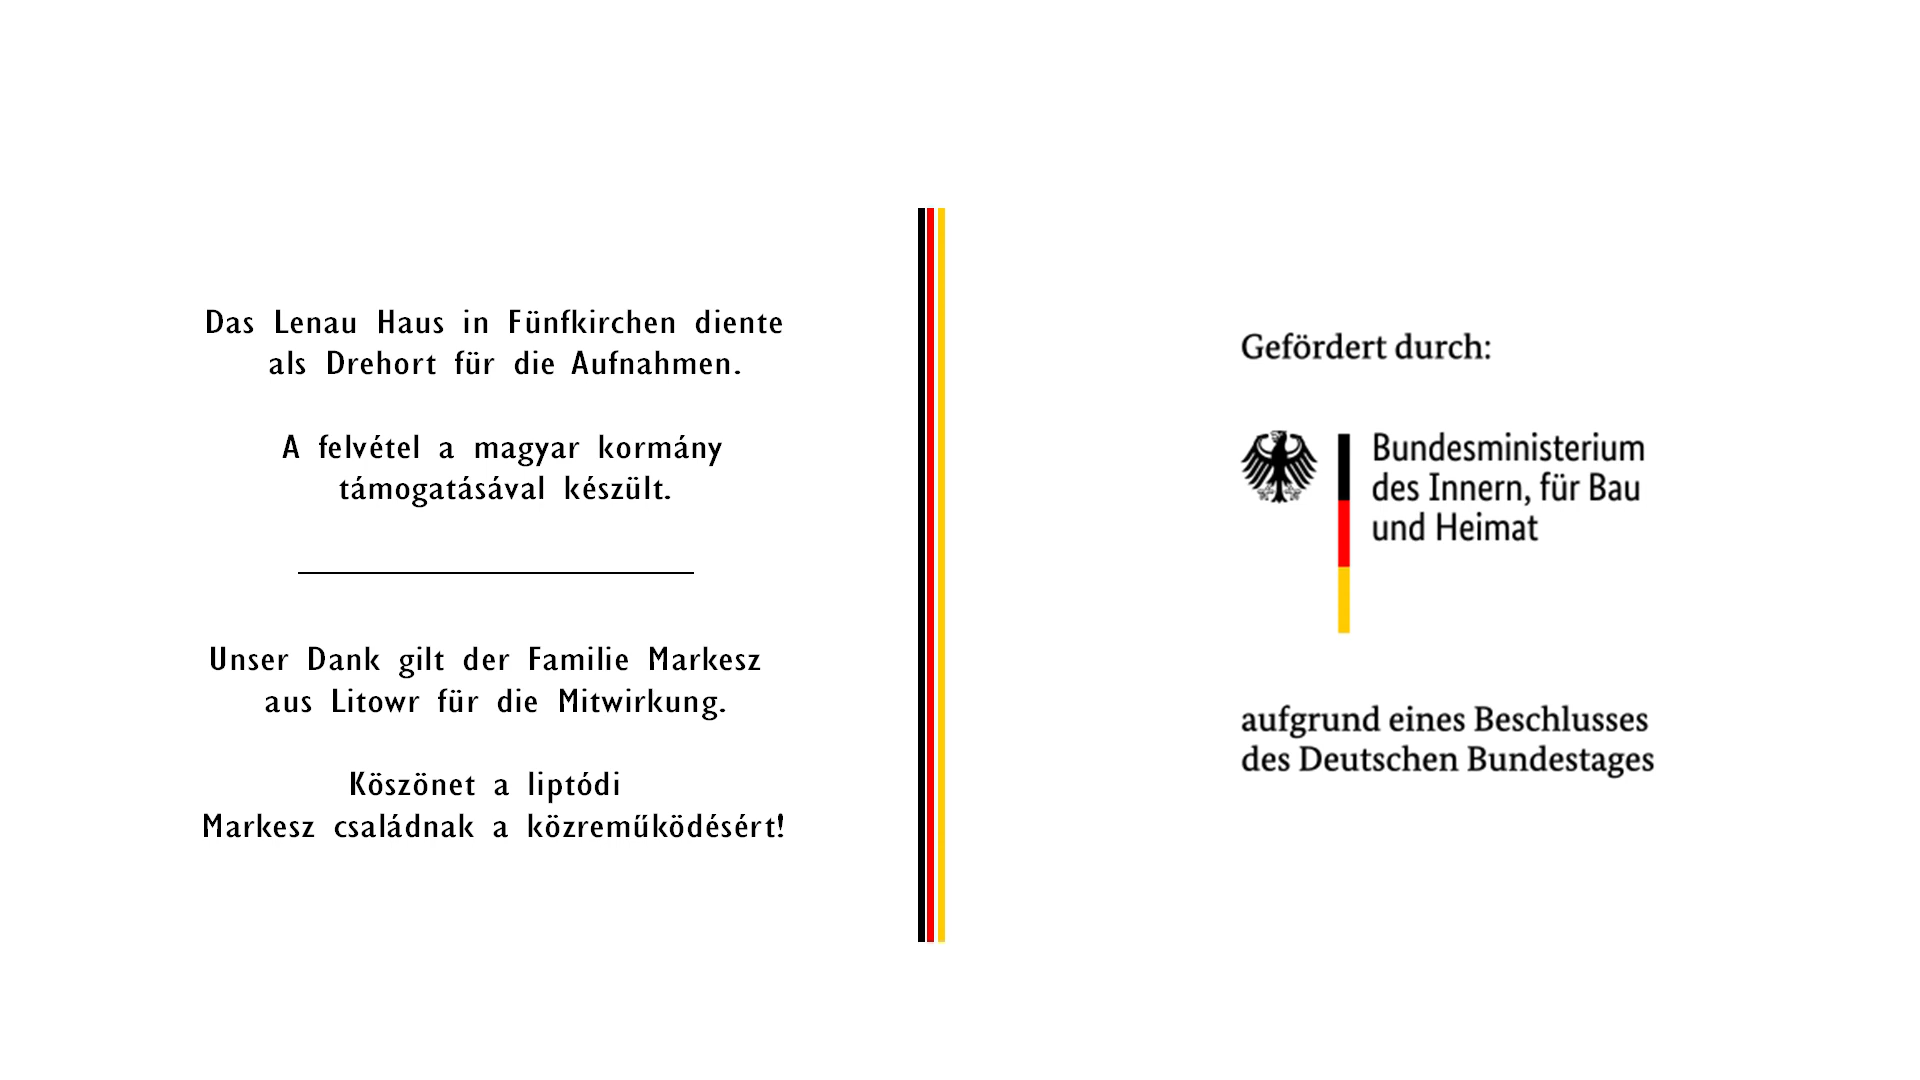 Das Lenau Haus in Fünfkirchen diente
als Drehort für die Aufnahmen.
A felvétel a magyar kormány
támogatásával készült.
Unser Dank gilt der Familie Markesz
aus Litowr für die Mitwirkung.
Köszönet a liptódi
Markesz családnak a közreműködésért!
Gefördert durch:
Bundesministerium
des Innern, für Bau
und Heimat
aufgrund eines Beschlusses
des Deutschen Bundestages